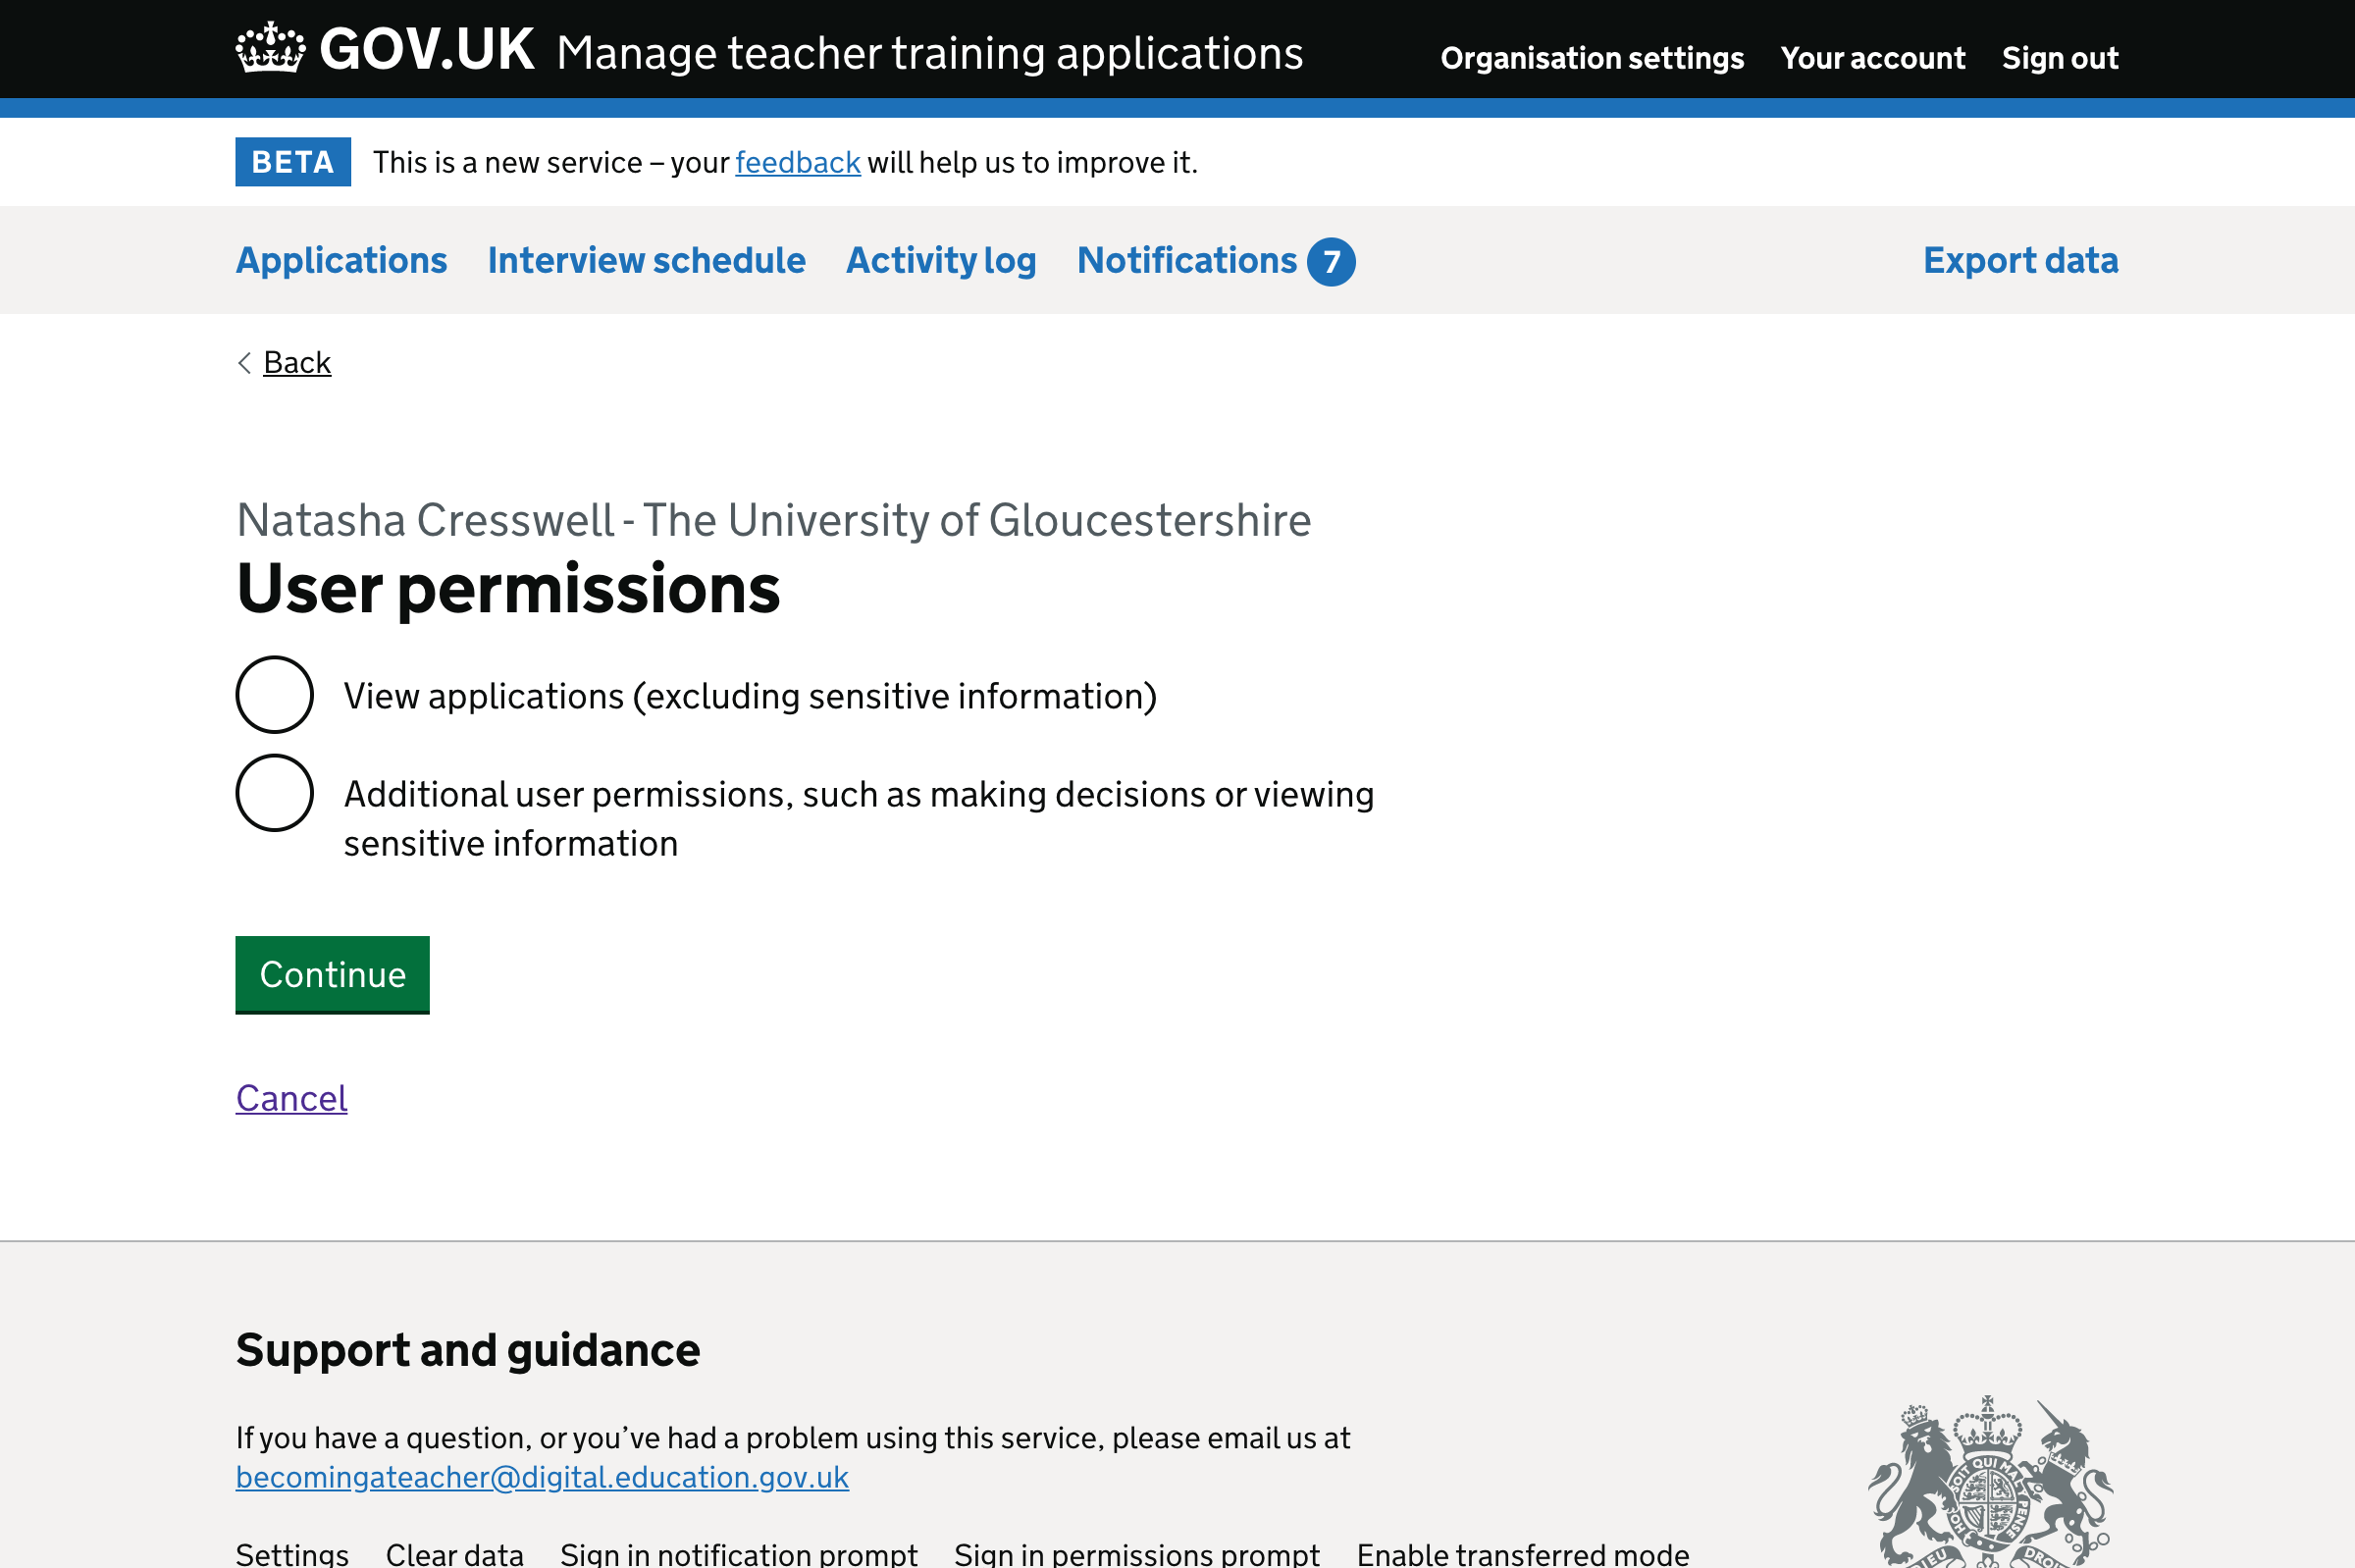 GOV.UK Manage teacher training applications Organisation settings Your account Sign out
BETA This is a new service – your feedback will help us to improve it.
Applications Interview schedule Activity log Notifications 7 Export data
Back
Natasha Cresswell - The University of Gloucestershire
User permissions
View applications (excluding sensitive information)
Additional user permissions, such as making decisions or viewing
sensitive information
Continue
Cancel
Support and guidance
If you have a question, or you’ve had a problem using this service, please email us at
becomingateacher@digital.education.gov.uk
Settings Clear data Sign in notification prompt Sign in permissions prompt Enable transferred mode